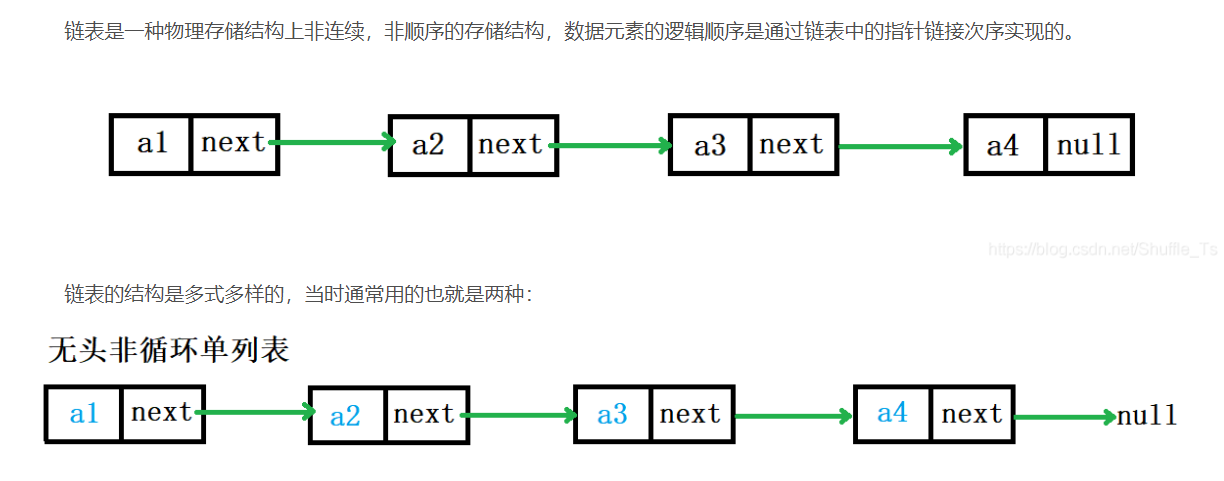 链表是一种物理存储结构上非连续，非顺序的存储结构，数据元素的逻辑顺序是通过链表中的指针链接次序实现的。
a1 next a2 next a3 next a4 null
https://blog.csdn.net/Shuffle_Ts
链表的结构是多式多样的，当时通常用的也就是两种：
无头非循环单列表
a1 next a2 next a3 next a4 next null